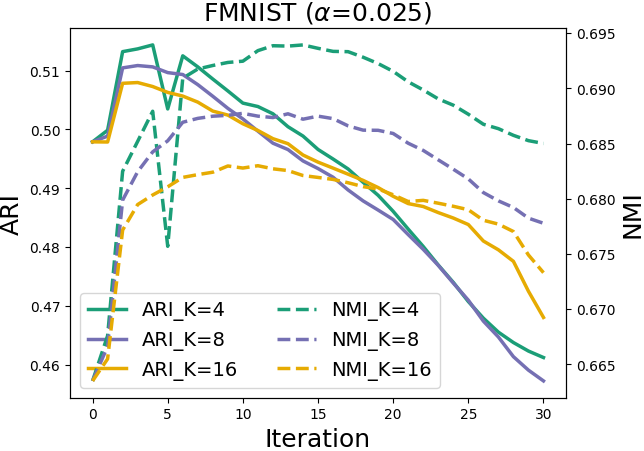 FMNIST (α=0.025)
0.51
0.50
0.49
0.48
0.47
0.46
ARI
0.695
0.690
0.685
0.680
0.675
0.670
0.665
NMI
ARI_K=4
ARI_K=8
ARI_K=16
NMI_K=4
NMI_K=8
NMI_K=16
0 5 10 15 20 25 30
Iteration